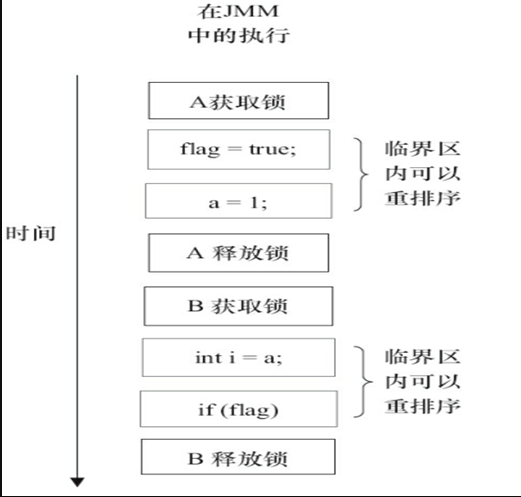 在JMM
中的执行
A获取锁
flag = true;
a = 1;
临界区
内可以
重排序
时间
A 释放锁
B 获取锁
int i = a;
if (flag)
临界区
内可以
重排序
B 释放锁